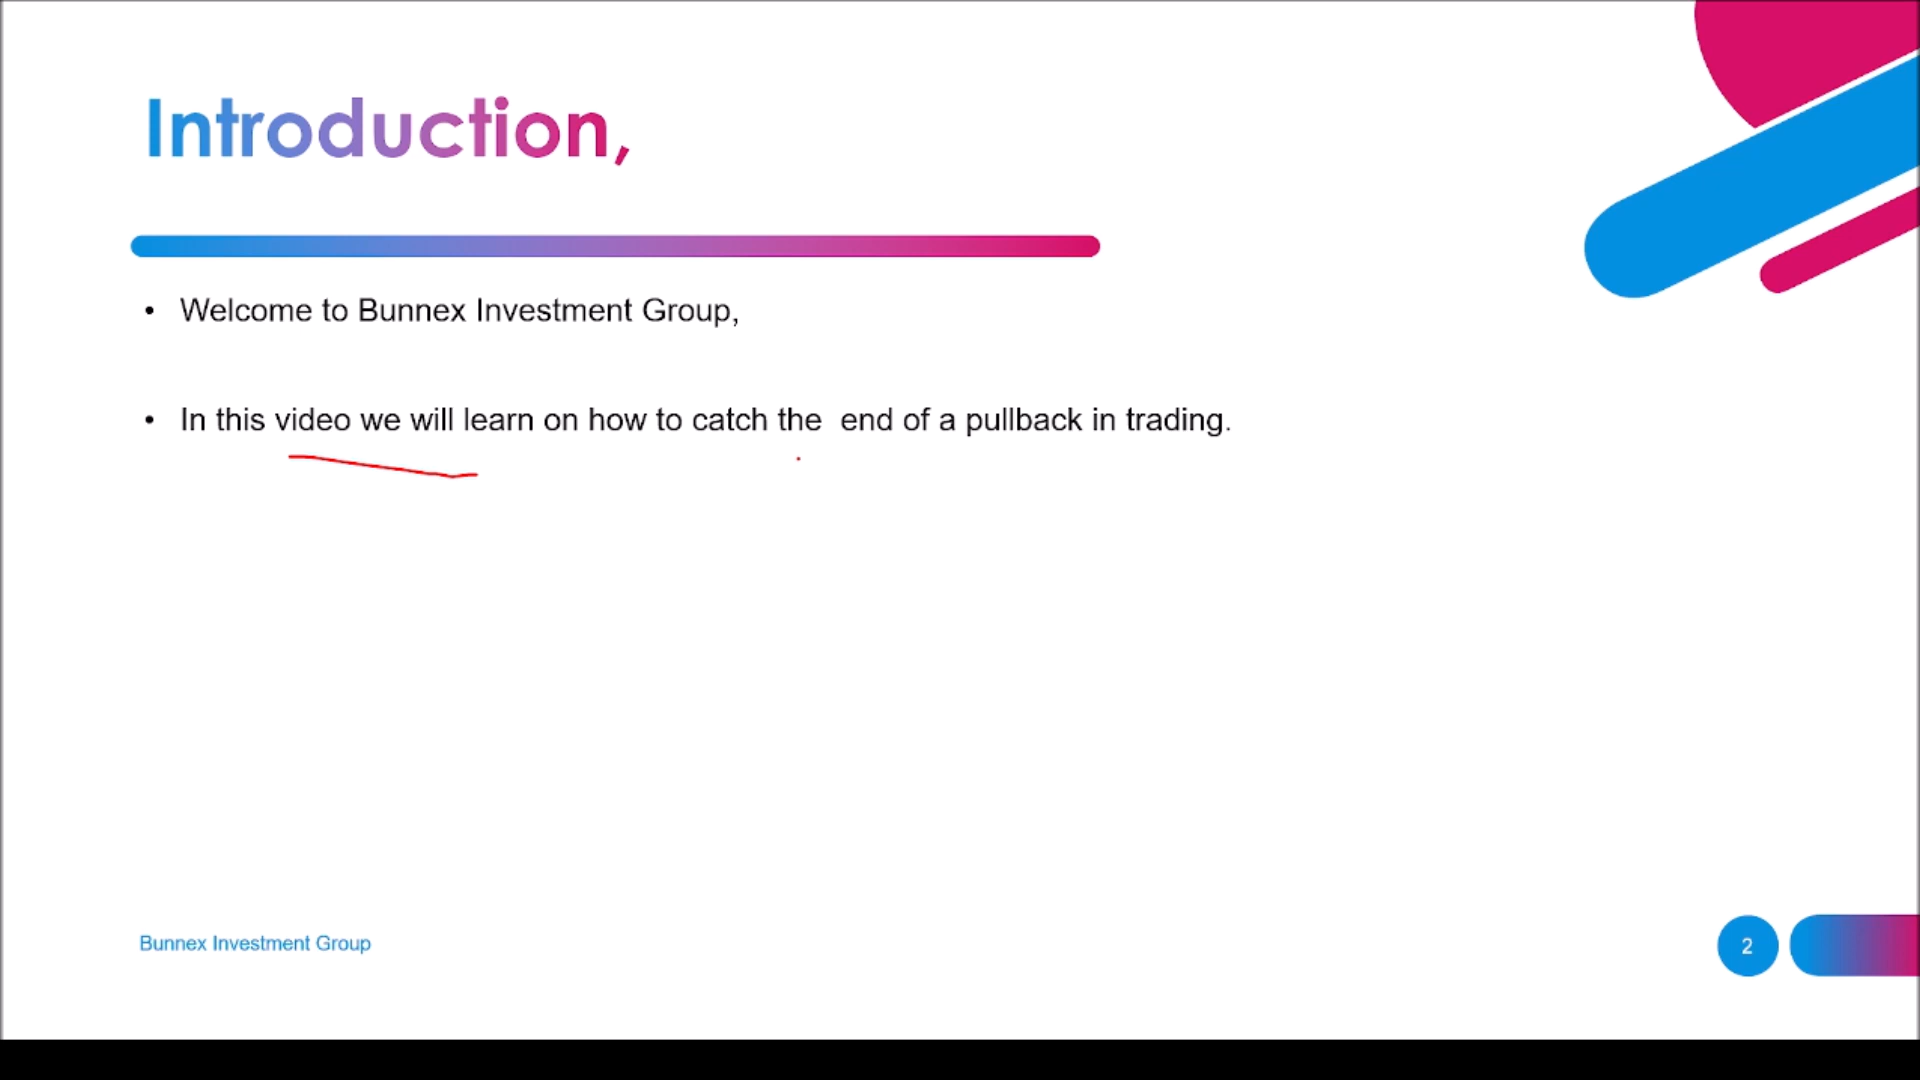 Introduction,
• Welcome to Bunnex Investment Group,
• In this video we will learn on how to catch the  end of a pullback in trading.
Bunnex Investment Group
2